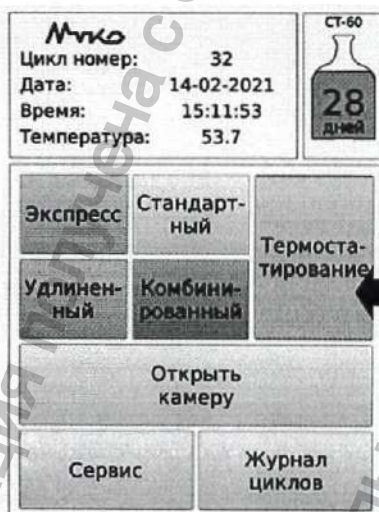 Мико
СТ-60
Цикл номер: 32
Дата: 14-02-2021
Время: 15:11:53
Температура: 53.7
28
дней
Экспресс
Стандарт-
ный
Термоста-
тирование
Удлинен-
ный
Комбини-
рованный
Открыть
камеру
Сервис
Журнал
циклов